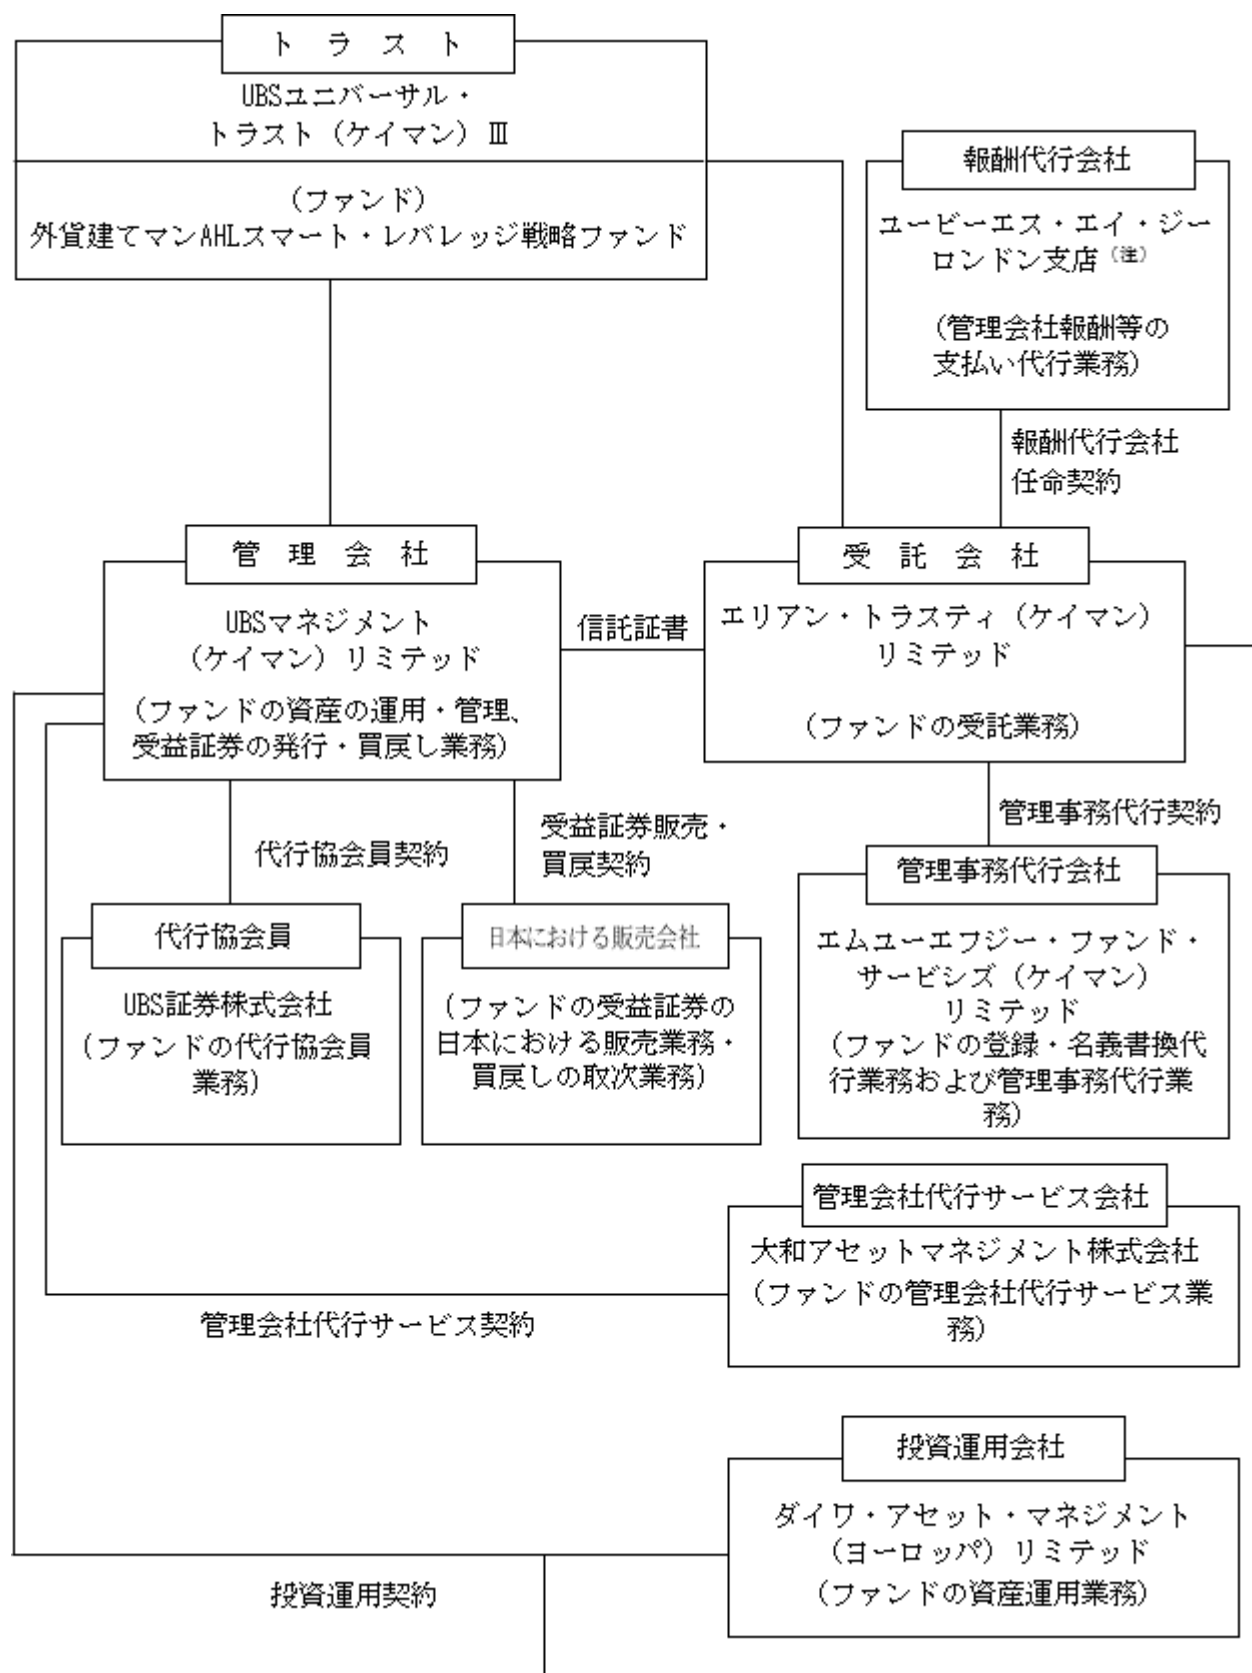 トラスト
UBSユニバーサル・
トラスト（ケイマン）Ⅲ
（ファンド）
外貨建てマンAHLスマート・レバレッジ戦略ファンド
報酬代行会社
ユービーエス・エイ・ジー
ロンドン支店（注）
（管理会社報酬等の
支払い代行業務）
報酬代行会社
任命契約
管理会社
UBSマネジメント
（ケイマン）リミテッド
（ファンドの資産の運用・管理、
受益証券の発行・買戻し業務）
信託証書
受託会社
エリアン・トラスティ（ケイマン）
リミテッド
（ファンドの受託業務）
代行協会員契約
受益証券販売・
買戻契約
管理事務代行契約
代行協会員
UBS証券株式会社
（ファンドの代行協会員
業務）
日本における販売会社
（ファンドの受益証券の
日本における販売業務・
買戻しの取次業務）
管理事務代行会社
エムユーエフジー・ファンド・
サービシズ（ケイマン）
リミテッド
（ファンドの登録・名義書換代
行業務および管理事務代行業
務）
管理会社代行サービス会社
大和アセットマネジメント株式会社
（ファンドの管理会社代行サービス業
務）
管理会社代行サービス契約
投資運用会社
ダイワ・アセット・マネジメント
（ヨーロッパ）リミテッド
（ファンドの資産運用業務）
投資運用契約